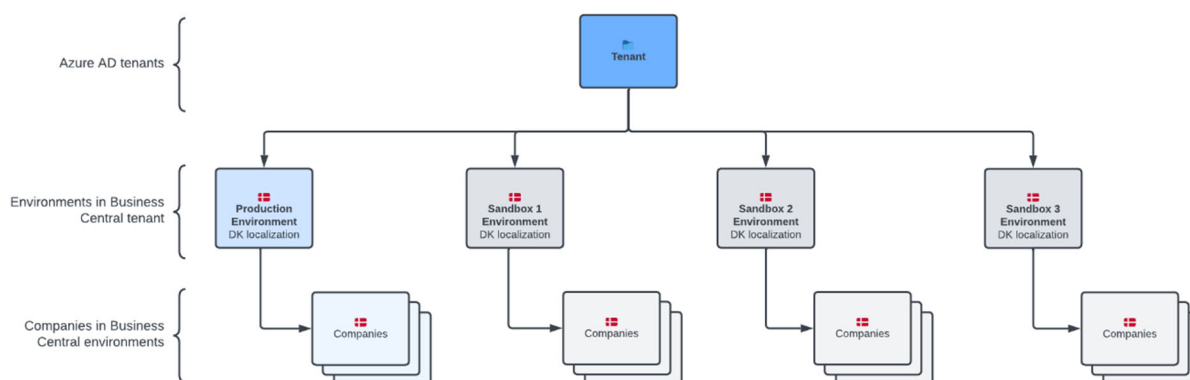 Azure AD tenants
Tenant
Environments in Business
Central tenant
Production
Environment
DK localization
Sandbox 1
Environment
DK localization
Sandbox 2
Environment
DK localization
Sandbox 3
Environment
DK localization
Companies in Business
Central environments
Companies
Companies
Companies
Companies